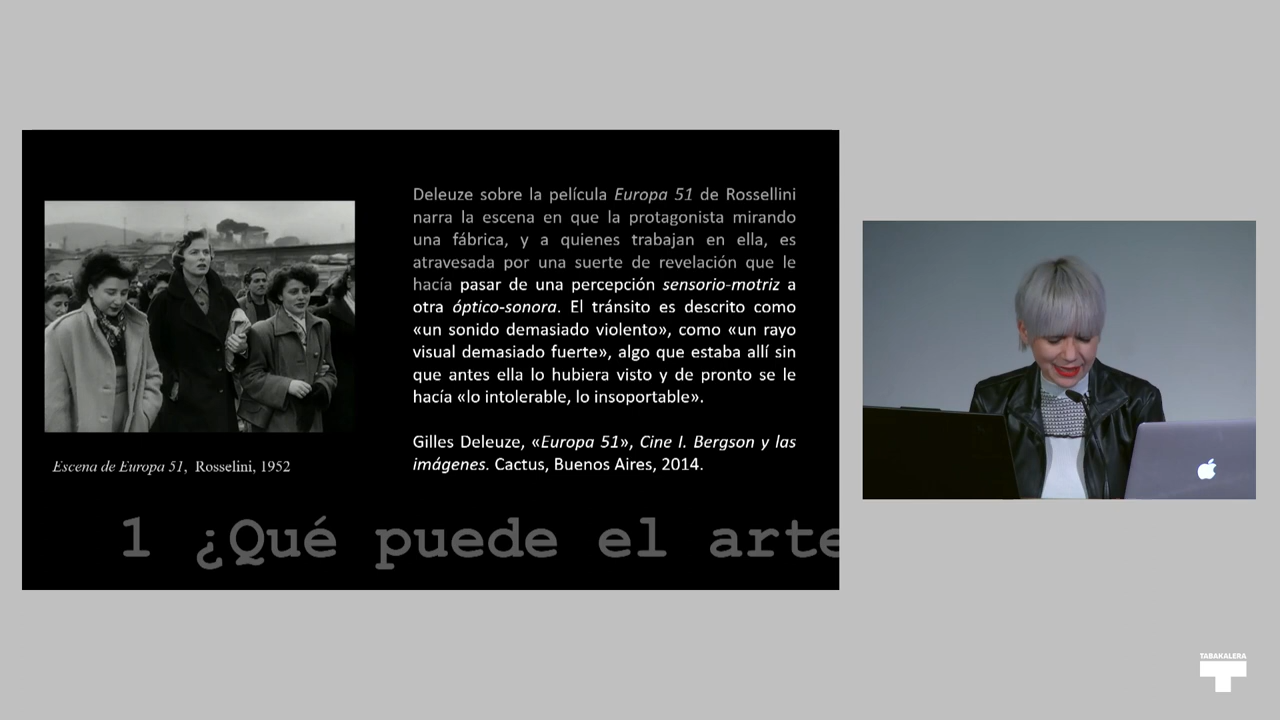 Deleuze sobre la película Europa 51 de Rossellini
narra la escena en que la protagonista mirando
una fábrica, y a quienes trabajan en ella, es
atravesada por una suerte de revelación que le
hacía pasar de una percepción sensorio-motriz a
otra óptico-sonora. El tránsito es descrito como
«un sonido demasiado violento», como «un rayo
visual demasiado fuerte», algo que estaba allí sin
que antes ella lo hubiera visto y de pronto se le
hacía «lo intolerable, lo insoportable».
Gilles Deleuze, «Europa 51», Cine I. Bergson y las
imágenes. Cactus, Buenos Aires, 2014.
Escena de Europa 51, Rosselini, 1952
1 ¿Qué puede el arte
TABAKALERA